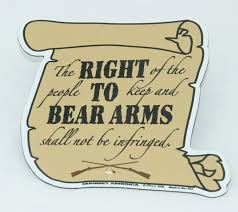 The RIGHT of the
people TO keep and
BEAR ARMS
shall not be infringed.